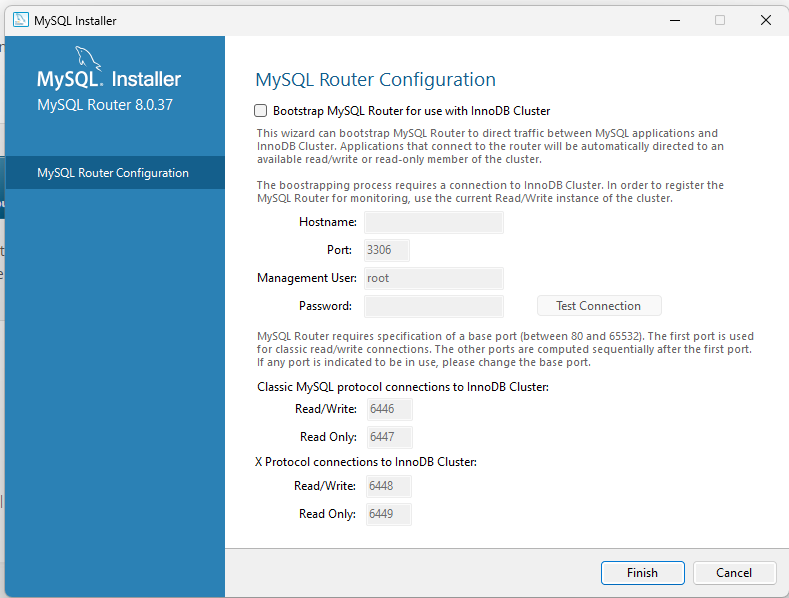 MySQL Installer
MySQL. Installer
MySQL Router 8.0.37
MySQL Router Configuration
MySQL Router Configuration
Bootstrap MySQL Router for use with InnoDB Cluster
This wizard can bootstrap MySQL Router to direct traffic between MySQL applications and
InnoDB Cluster. Applications that connect to the router will be automatically directed to an
available read/write or read-only member of the cluster.
The boostrapping process requires a connection to InnoDB Cluster. In order to register the
MySQL Router for monitoring, use the current Read/Write instance of the cluster.
Hostname:
Port: 3306
Management User: root
Password: Test Connection
MySQL Router requires specification of a base port (between 80 and 65532). The first port is used
for classic read/write connections. The other ports are computed sequentially after the first port.
If any port is indicated to be in use, please change the base port.
Classic MySQL protocol connections to InnoDB Cluster:
Read/Write: 6446
Read Only: 6447
X Protocol connections to InnoDB Cluster:
Read/Write: 6448
Read Only: 6449
Finish Cancel